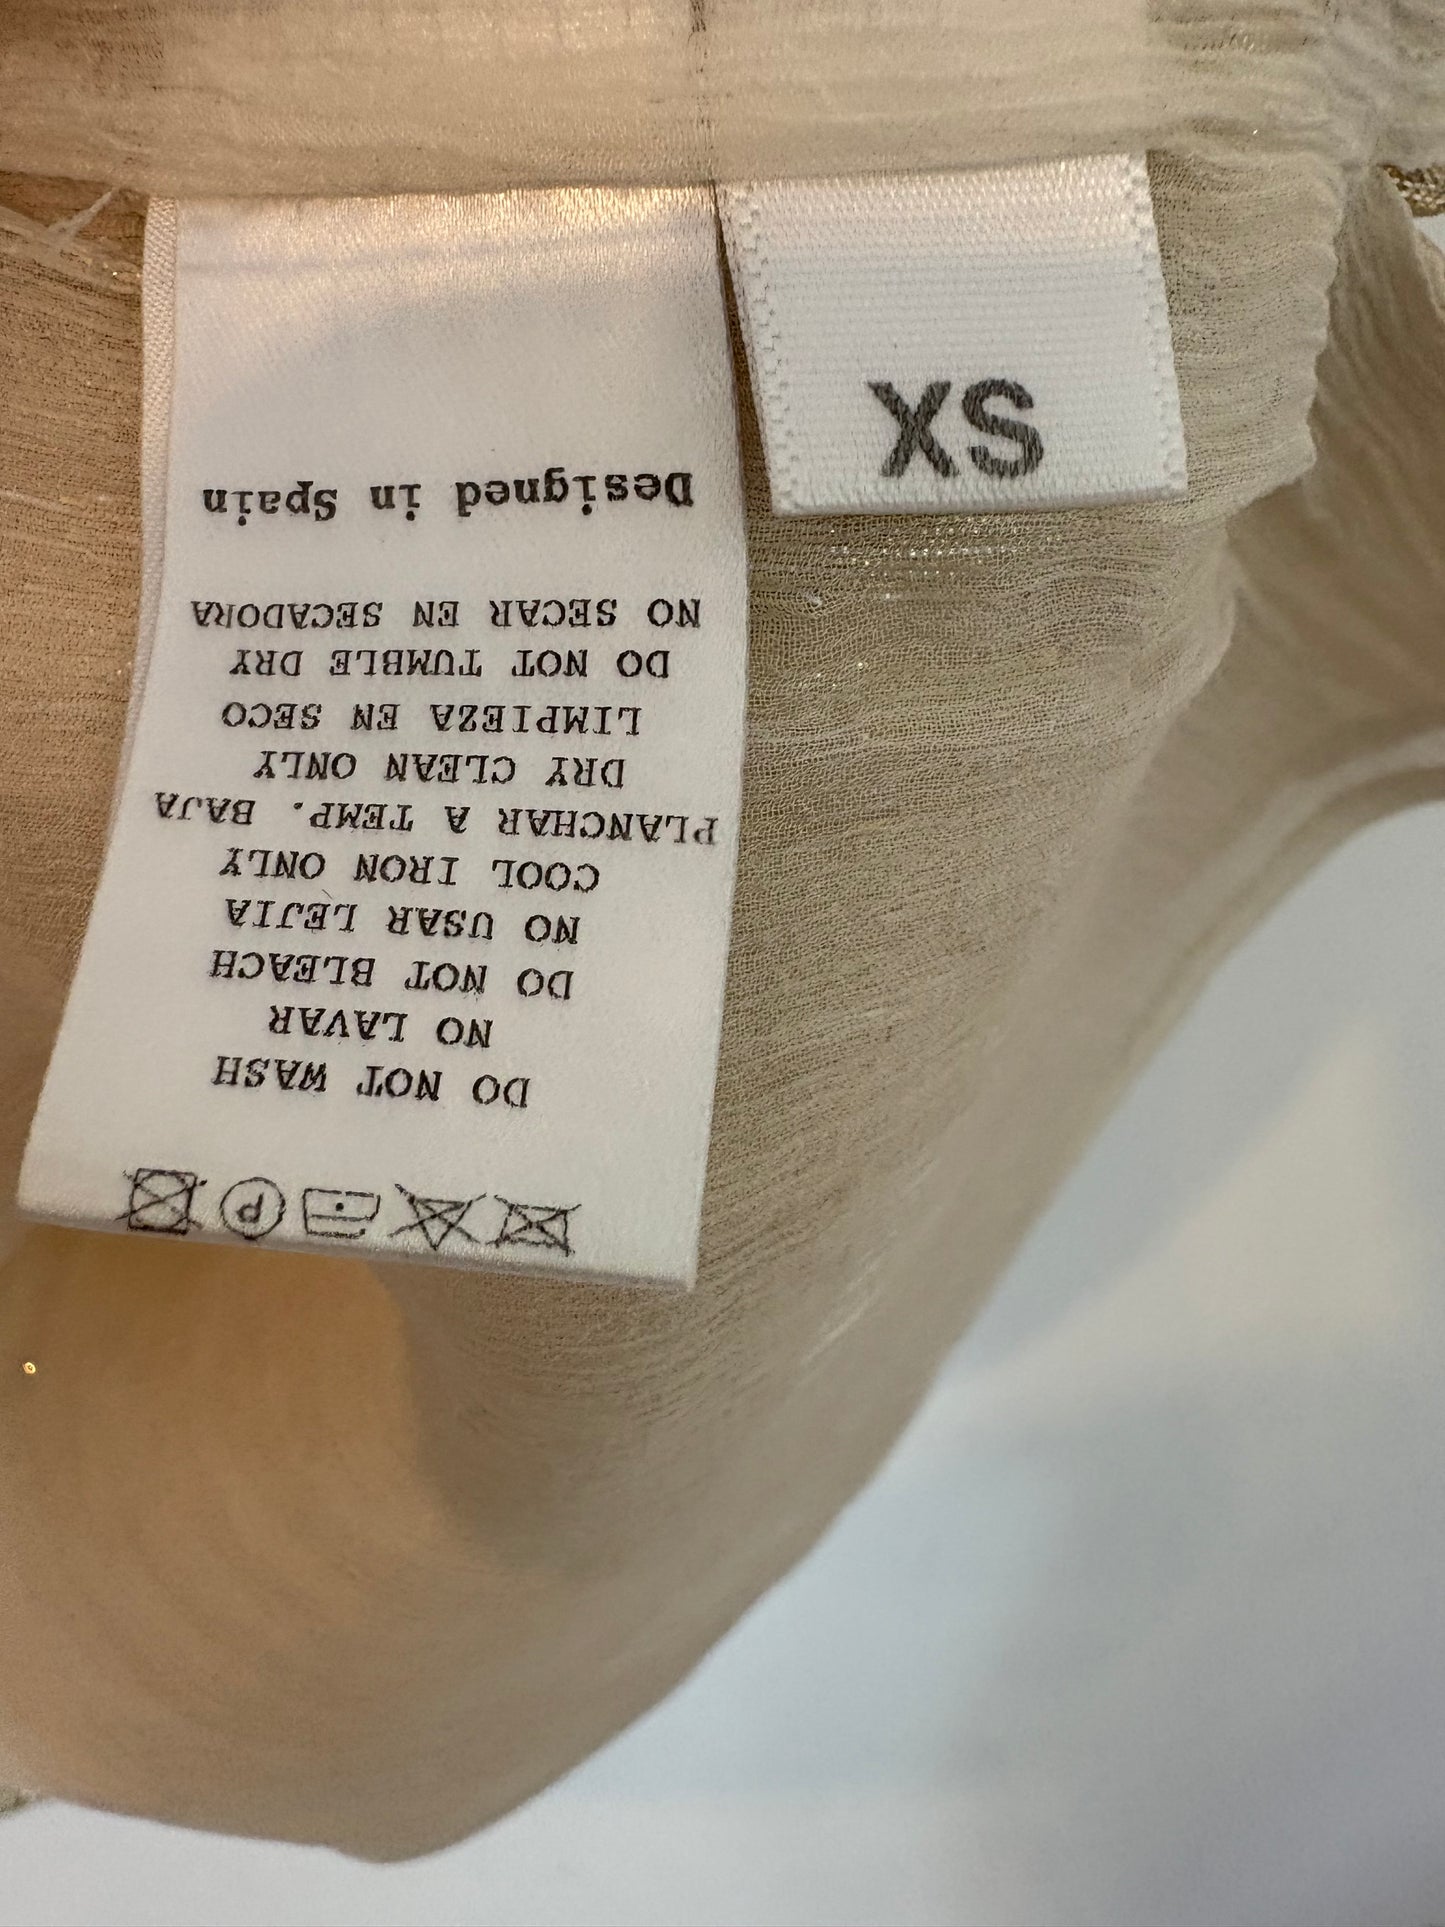 XS
DO NOT WASH
NO LAVAR
DO NOT BLEACH
NO USAR LEJIA
COOL IRON ONLY
PLANCHAR A TEMP. BAJA
DRY CLEAN ONLY
LIMPIEZA EN SECO
DO NOT TUMBLE DRY
NO SECAR EN SECADORA
Designed in Spain
P